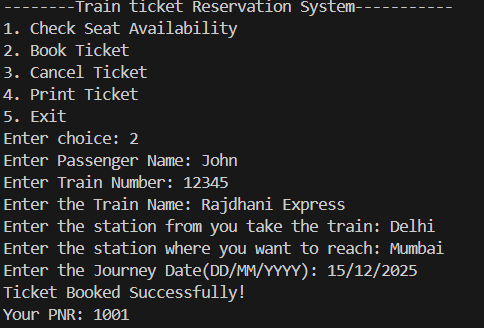 --------Train ticket Reservation System-----------
1. Check Seat Availability
2. Book Ticket
3. Cancel Ticket
4. Print Ticket
5. Exit
Enter choice: 2
Enter Passenger Name: John
Enter Train Number: 12345
Enter the Train Name: Rajdhani Express
Enter the station from you take the train: Delhi
Enter the station where you want to reach: Mumbai
Enter the Journey Date(DD/MM/YYYY): 15/12/2025
Ticket Booked Successfully!
Your PNR: 1001